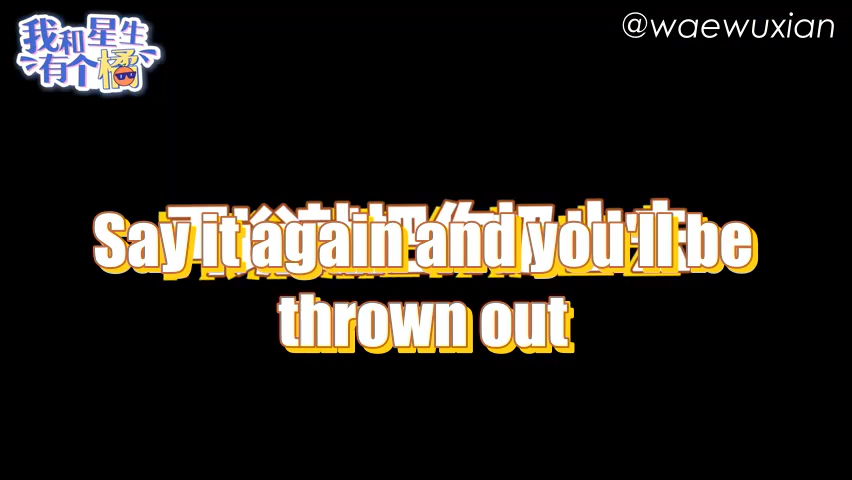 我和星生
有个橘
@waewuxian
Say it again and you'll be
thrown out